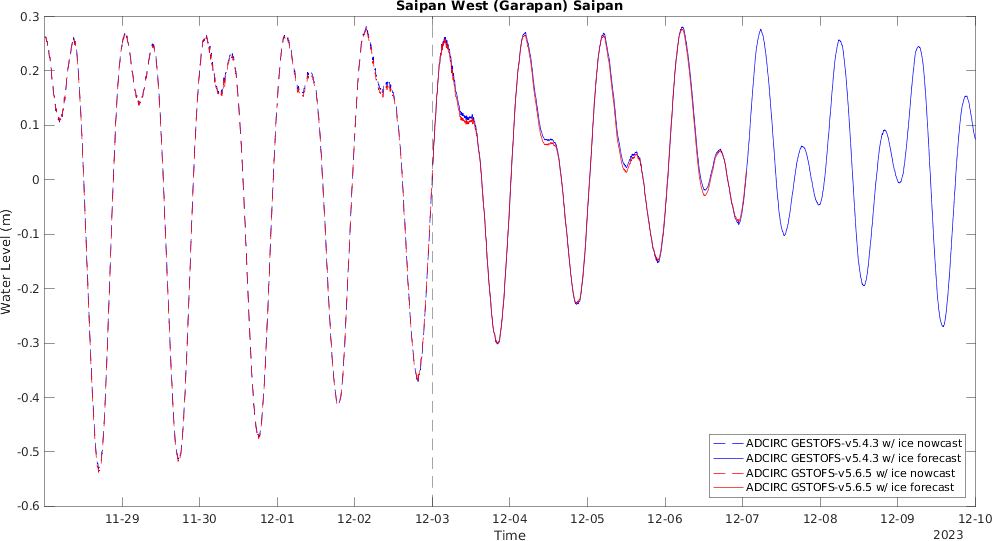 Saipan West (Garapan) Saipan
0.3
0.2
0.1
0
-0.1
-0.2
-0.3
-0.4
-0.5
-0.6
Water Level (m)
ADCIRC GESTOFS-v5.4.3 w/ ice nowcast
ADCIRC GESTOFS-v5.4.3 w/ ice forecast
ADCIRC GSTOFS-v5.6.5 w/ ice nowcast
ADCIRC GSTOFS-v5.6.5 w/ ice forecast
11-29 11-30 12-01 12-02 12-03 12-04 12-05 12-06 12-07 12-08 12-09 12-10
Time
2023